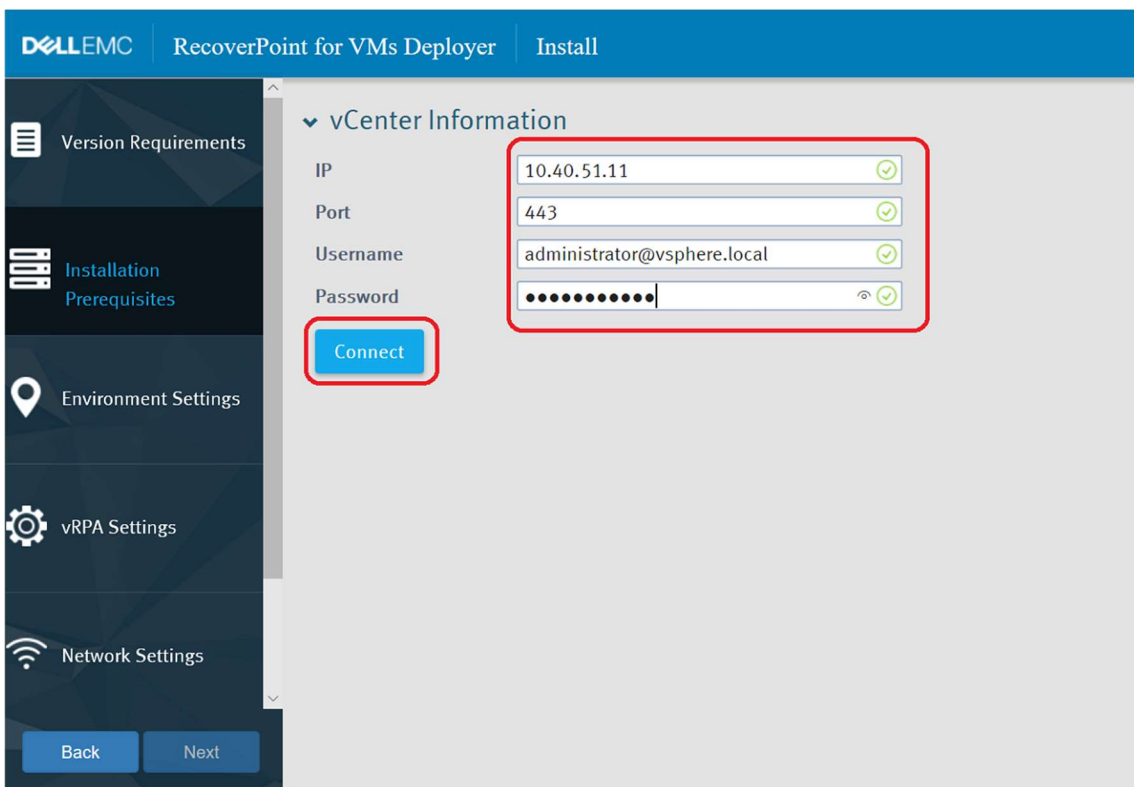 DELLEMC RecoverPoint for VMs Deployer Install
Version Requirements
Installation
Prerequisites
Environment Settings
vRPA Settings
Network Settings
Back Next
vCenter Information
IP 10.40.51.11
Port 443
Username administrator@vsphere.local
Password •••••••••••
Connect